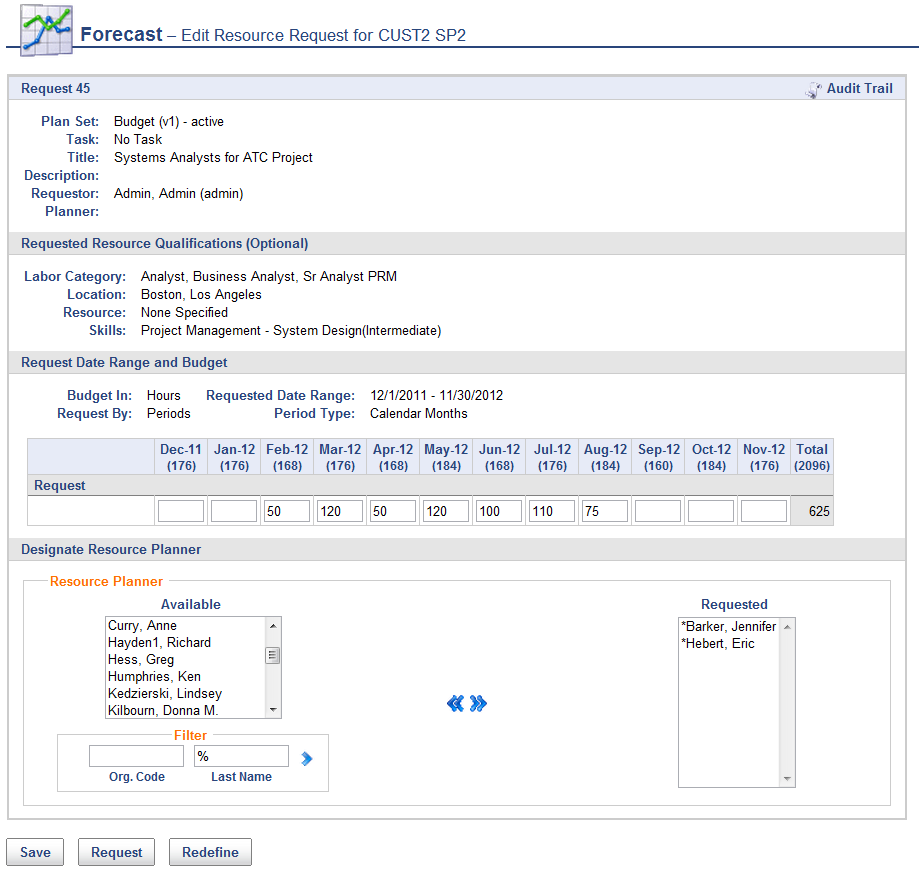 Forecast – Edit Resource Request for CUST2 SP2
Request 45 Audit Trail
Plan Set: Budget (v1) - active
Task: No Task
Title: Systems Analysts for ATC Project
Description:
Requestor: Admin, Admin (admin)
Planner:
Requested Resource Qualifications (Optional)
Labor Category: Analyst, Business Analyst, Sr Analyst PRM
Location: Boston, Los Angeles
Resource: None Specified
Skills: Project Management - System Design(Intermediate)
Request Date Range and Budget
Budget In: Hours Requested Date Range: 12/1/2011 - 11/30/2012
Request By: Periods Period Type: Calendar Months
Dec-11 Jan-12 Feb-12 Mar-12 Apr-12 May-12 Jun-12 Jul-12 Aug-12 Sep-12 Oct-12 Nov-12 Total
(176) (176) (168) (176) (168) (184) (168) (176) (184) (160) (184) (176) (2096)
Request
50 120 50 120 100 110 75 625
Designate Resource Planner
Resource Planner
Available
Curry, Anne
Hayden1, Richard
Hess, Greg
Humphries, Ken
Kedzierski, Lindsey
Kilbourn, Donna M.
Filter
%
Org. Code Last Name
Requested
*Barker, Jennifer
*Hebert, Eric
Save Request Redefine